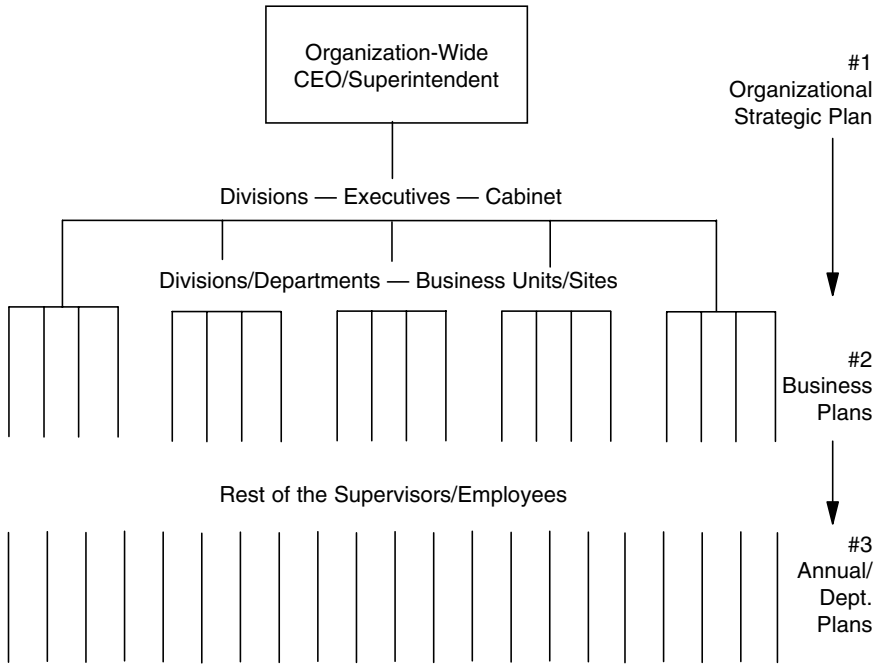 Organization-Wide
CEO/Superintendent
#1
Organizational
Strategic Plan
Divisions — Executives — Cabinet
Divisions/Departments — Business Units/Sites
#2
Business
Plans
Rest of the Supervisors/Employees
#3
Annual/
Dept.
Plans